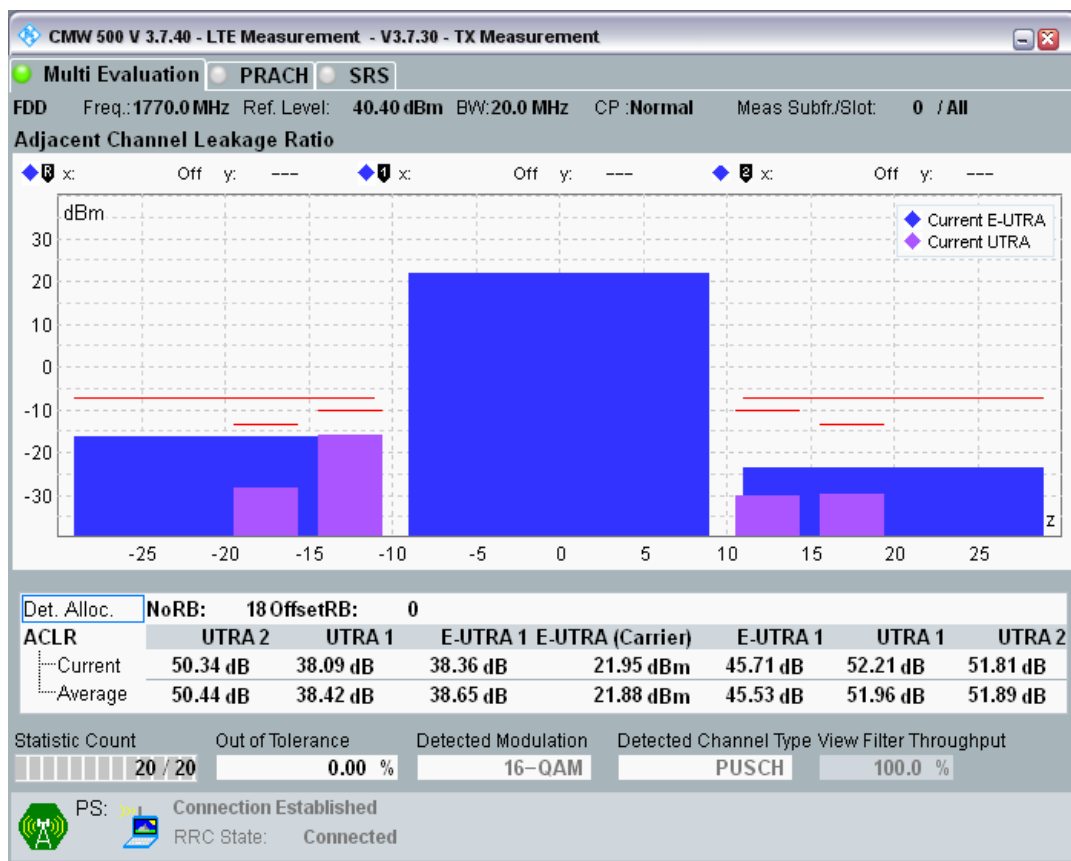 CMW 500 V 3.7.40 - LTE Measurement - V3.7.30 - TX Measurement
Multi Evaluation PRACH SRS
FDD Freq.:1770.0 MHz Ref. Level: 40.40 dBm BW:20.0 MHz CP :Normal Meas Subfr./Slot: 0 / All
Adjacent Channel Leakage Ratio
R x: Off y: --- 1 x: Off y: --- 2 x: Off y: ---
dBm
Current E-UTRA
Current UTRA
30
20
10
0
-10
-20
-30
z
-25 -20 -15 -10 -5 0 5 10 15 20 25
Det. Alloc. NoRB: 18 OffsetRB: 0
ACLR UTRA 2 UTRA 1 E-UTRA 1 E-UTRA (Carrier) E-UTRA 1 UTRA 1 UTRA 2
Current 50.34 dB 38.09 dB 38.36 dB 21.95 dBm 45.71 dB 52.21 dB 51.81 dB
Average 50.44 dB 38.42 dB 38.65 dB 21.88 dBm 45.53 dB 51.96 dB 51.89 dB
Statistic Count Out of Tolerance Detected Modulation Detected Channel Type View Filter Throughput
20 / 20 0.00 % 16-QAM PUSCH 100.0 %
PS: Connection Established
RRC State: Connected